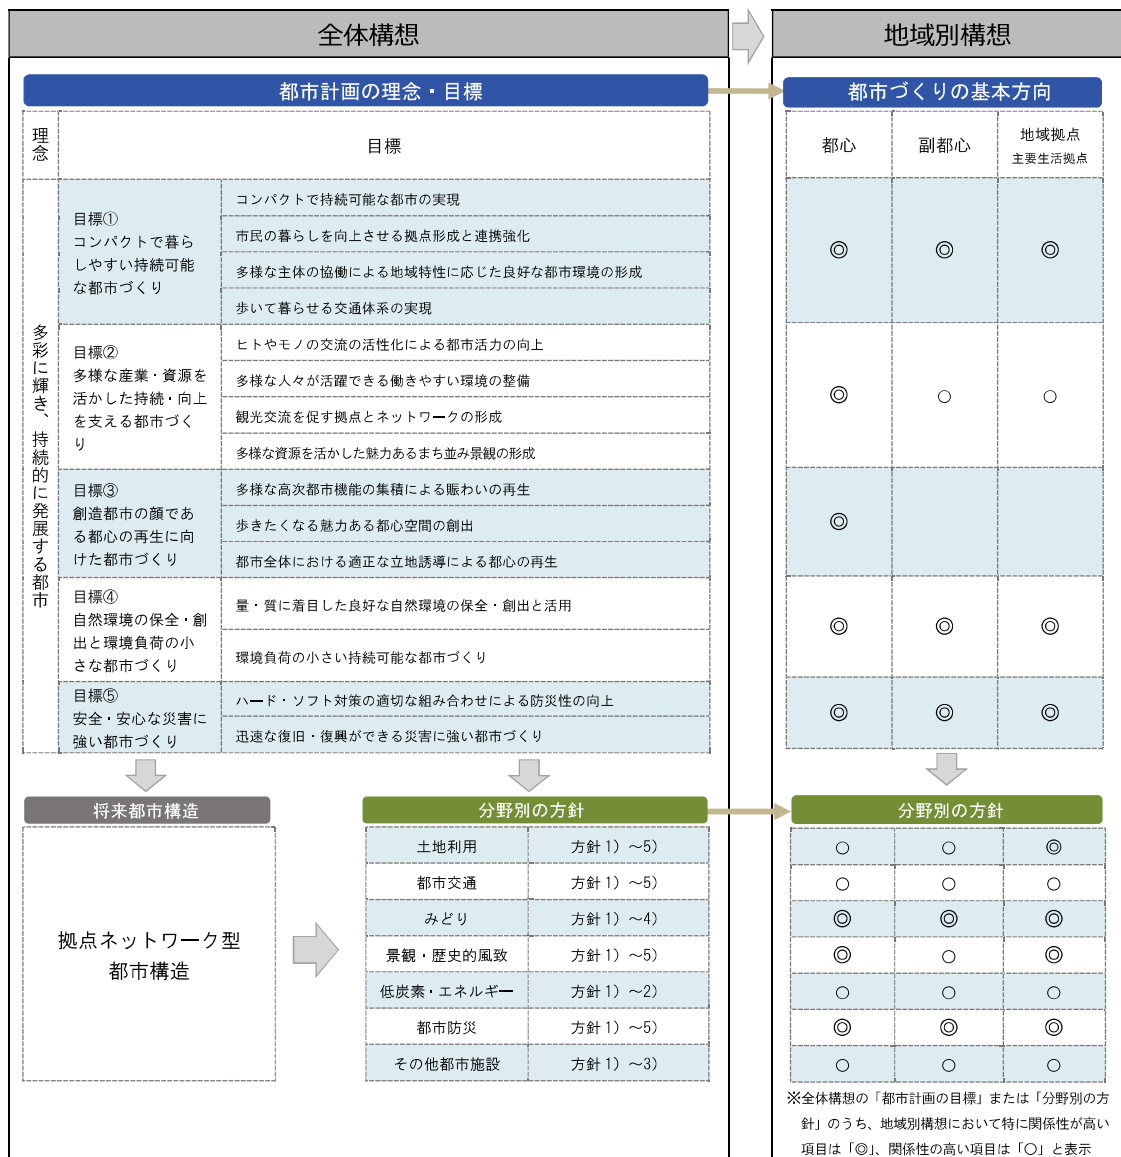 全体構想
地域別構想
都市計画の理念・目標
都市づくりの基本方向
理念
目標
都心
副都心
地域拠点
主要生活拠点
多彩に輝き、持続的に発展する都市
目標①
コンパクトで暮ら
しやすい持続可能
な都市づくり
コンパクトで持続可能な都市の実現
市民の暮らしを向上させる拠点形成と連携強化
多様な主体の協働による地域特性に応じた良好な都市環境の形成
歩いて暮らせる交通体系の実現
◎ ◎ ◎
目標②
多様な産業・資源を
活かした持続・向上
を支える都市づく
り
ヒトやモノの交流の活性化による都市活力の向上
多様な人々が活躍できる働きやすい環境の整備
観光交流を促す拠点とネットワークの形成
多様な資源を活かした魅力あるまち並み景観の形成
◎ ○ ○
目標③
創造都市の顔であ
る都心の再生に向
けた都市づくり
多様な高次都市機能の集積による賑わいの再生
歩きたくなる魅力ある都心空間の創出
都市全体における適正な立地誘導による都心の再生
◎
目標④
自然環境の保全・創
出と環境負荷の小
さな都市づくり
量・質に着目した良好な自然環境の保全・創出と活用
環境負荷の小さい持続可能な都市づくり
◎ ◎ ◎
目標⑤
安全・安心な災害に
強い都市づくり
ハード・ソフト対策の適切な組み合わせによる防災性の向上
迅速な復旧・復興ができる災害に強い都市づくり
◎ ◎ ◎
将来都市構造
拠点ネットワーク型
都市構造
分野別の方針
分野別の方針
土地利用 方針1）～5） ○ ○ ◎
都市交通 方針1）～5） ○ ○ ○
みどり 方針1）～4） ◎ ◎ ◎
景観・歴史的風致 方針1）～5） ◎ ○ ◎
低炭素・エネルギー 方針1）～2） ○ ○ ○
都市防災 方針1）～5） ◎ ◎ ◎
その他都市施設 方針1）～3） ○ ○ ○
※全体構想の「都市計画の目標」または「分野別の方
針」のうち、地域別構想において特に関係性が高い
項目は「◎」、関係性の高い項目は「○」と表示